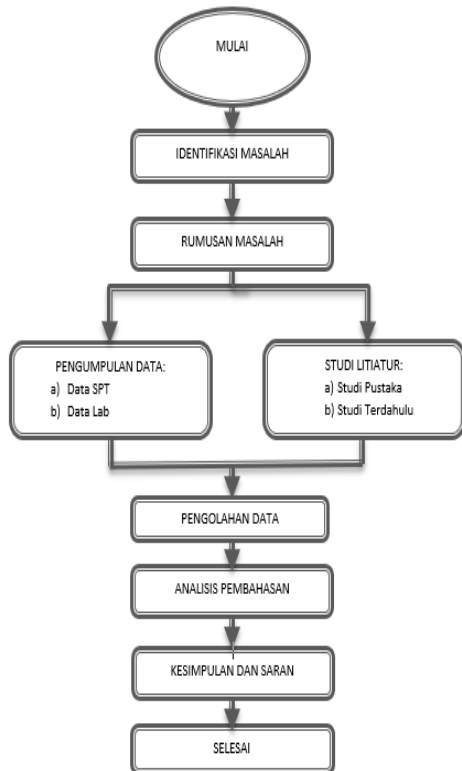 MULAI
IDENTIFIKASI MASALAH
RUMUSAN MASALAH
PENGUMPULAN DATA:
a) Data SPT
b) Data Lab
STUDI LITIATUR:
a) Studi Pustaka
b) Studi Terdahulu
PENGOLAHAN DATA
ANALISIS PEMBAHASAN
KESIMPULAN DAN SARAN
SELESAI